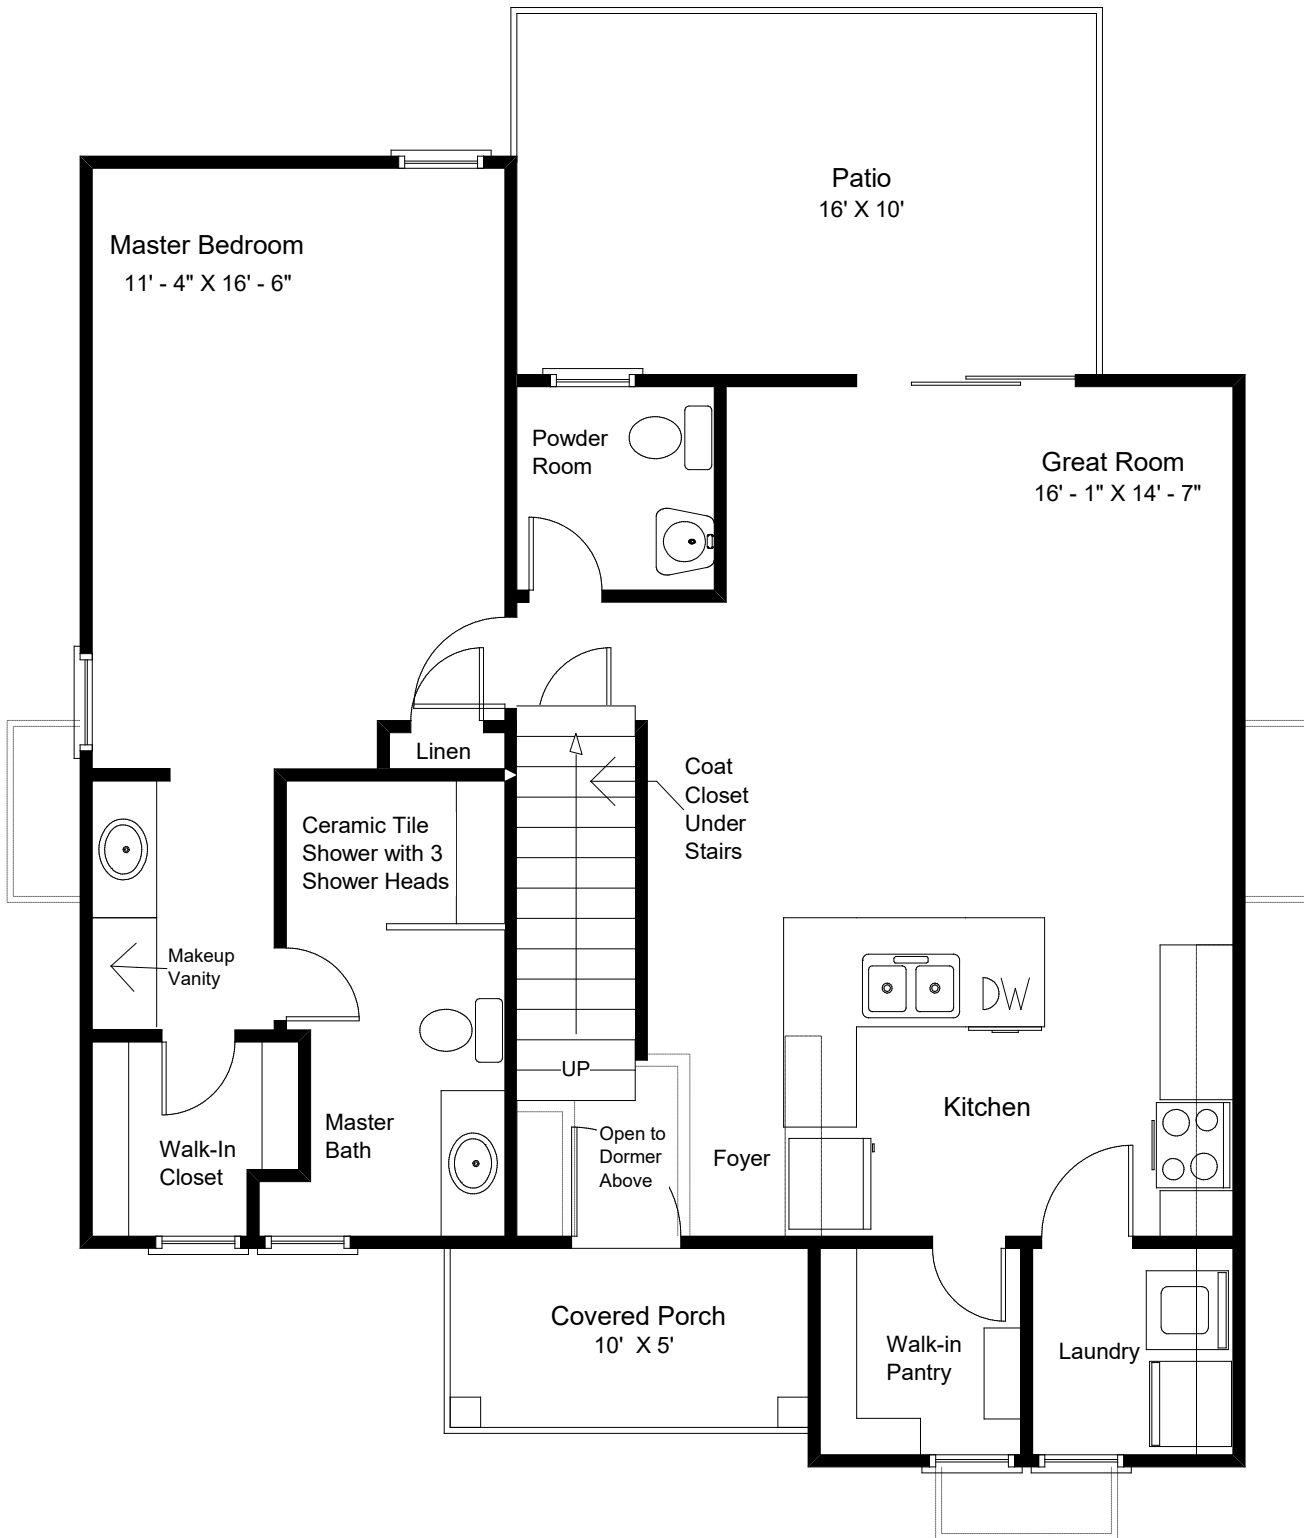 Patio
16' X 10'
Master Bedroom
11' - 4" X 16' - 6"
Powder
Room
Great Room
16' - 1" X 14' - 7"
Linen
Coat
Closet
Under
Stairs
Ceramic Tile
Shower with 3
Shower Heads
Makeup
Vanity
DW
UP
Kitchen
Master
Bath
Walk-In
Closet
Open to
Dormer
Above
Foyer
Covered Porch
10'  X 5'
Walk-in
Pantry
Laundry